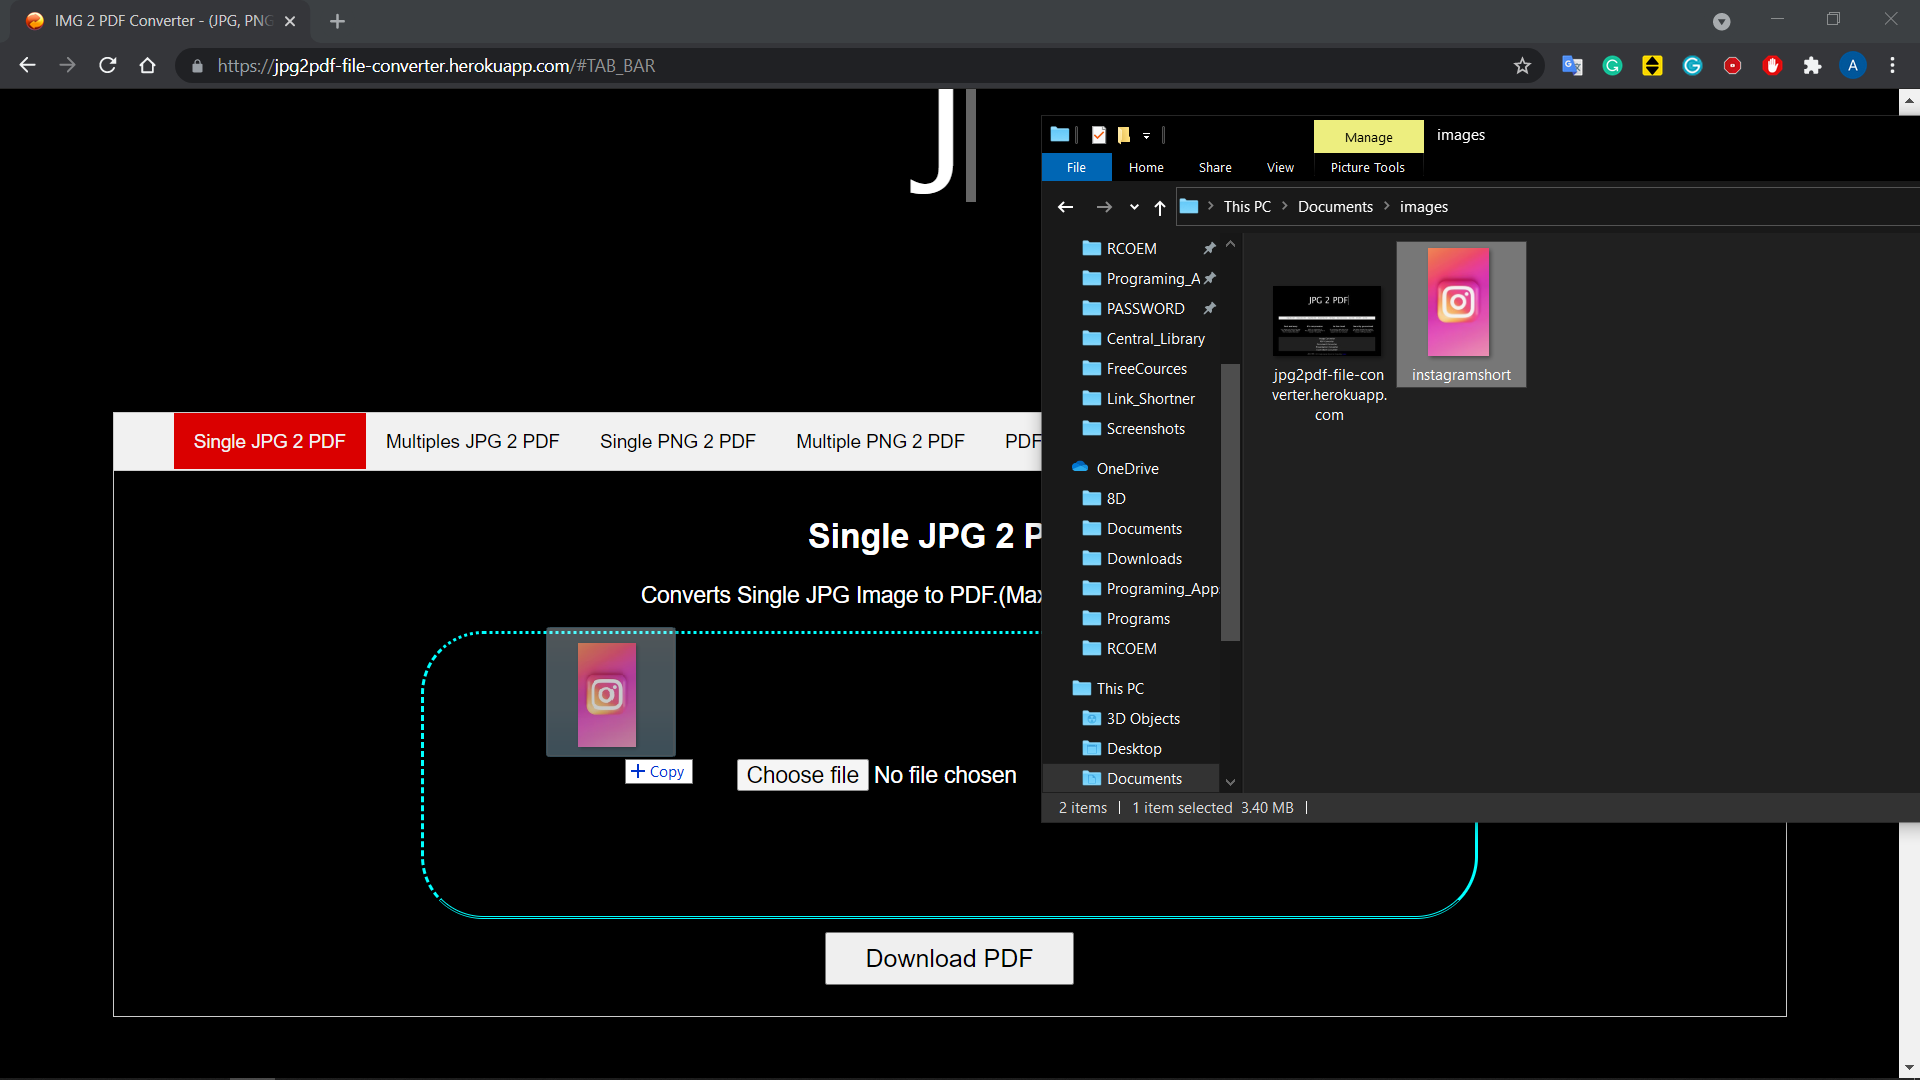 IMG 2 PDF Converter - (JPG, PNG
https://jpg2pdf-file-converter.herokuapp.com/#TAB_BAR
A
J
Manage
images
File
Home
Share
View
Picture Tools
This PC
Documents
images
RCOEM
Programing_A
PASSWORD
Central_Library
FreeCources
Link_Shortner
Screenshots
OneDrive
8D
Documents
Downloads
Programing_App
Programs
RCOEM
This PC
3D Objects
Desktop
Documents
JPG 2 PDF
jpg2pdf-file-con
verter.herokuapp.
com
instagramshort
2 items
1 item selected 3.40 MB
Single JPG 2 PDF
Multiples JPG 2 PDF
Single PNG 2 PDF
Multiple PNG 2 PDF
PDF
Single JPG 2 P
Converts Single JPG Image to PDF.(Max
+ Copy
Choose file No file chosen
Download PDF